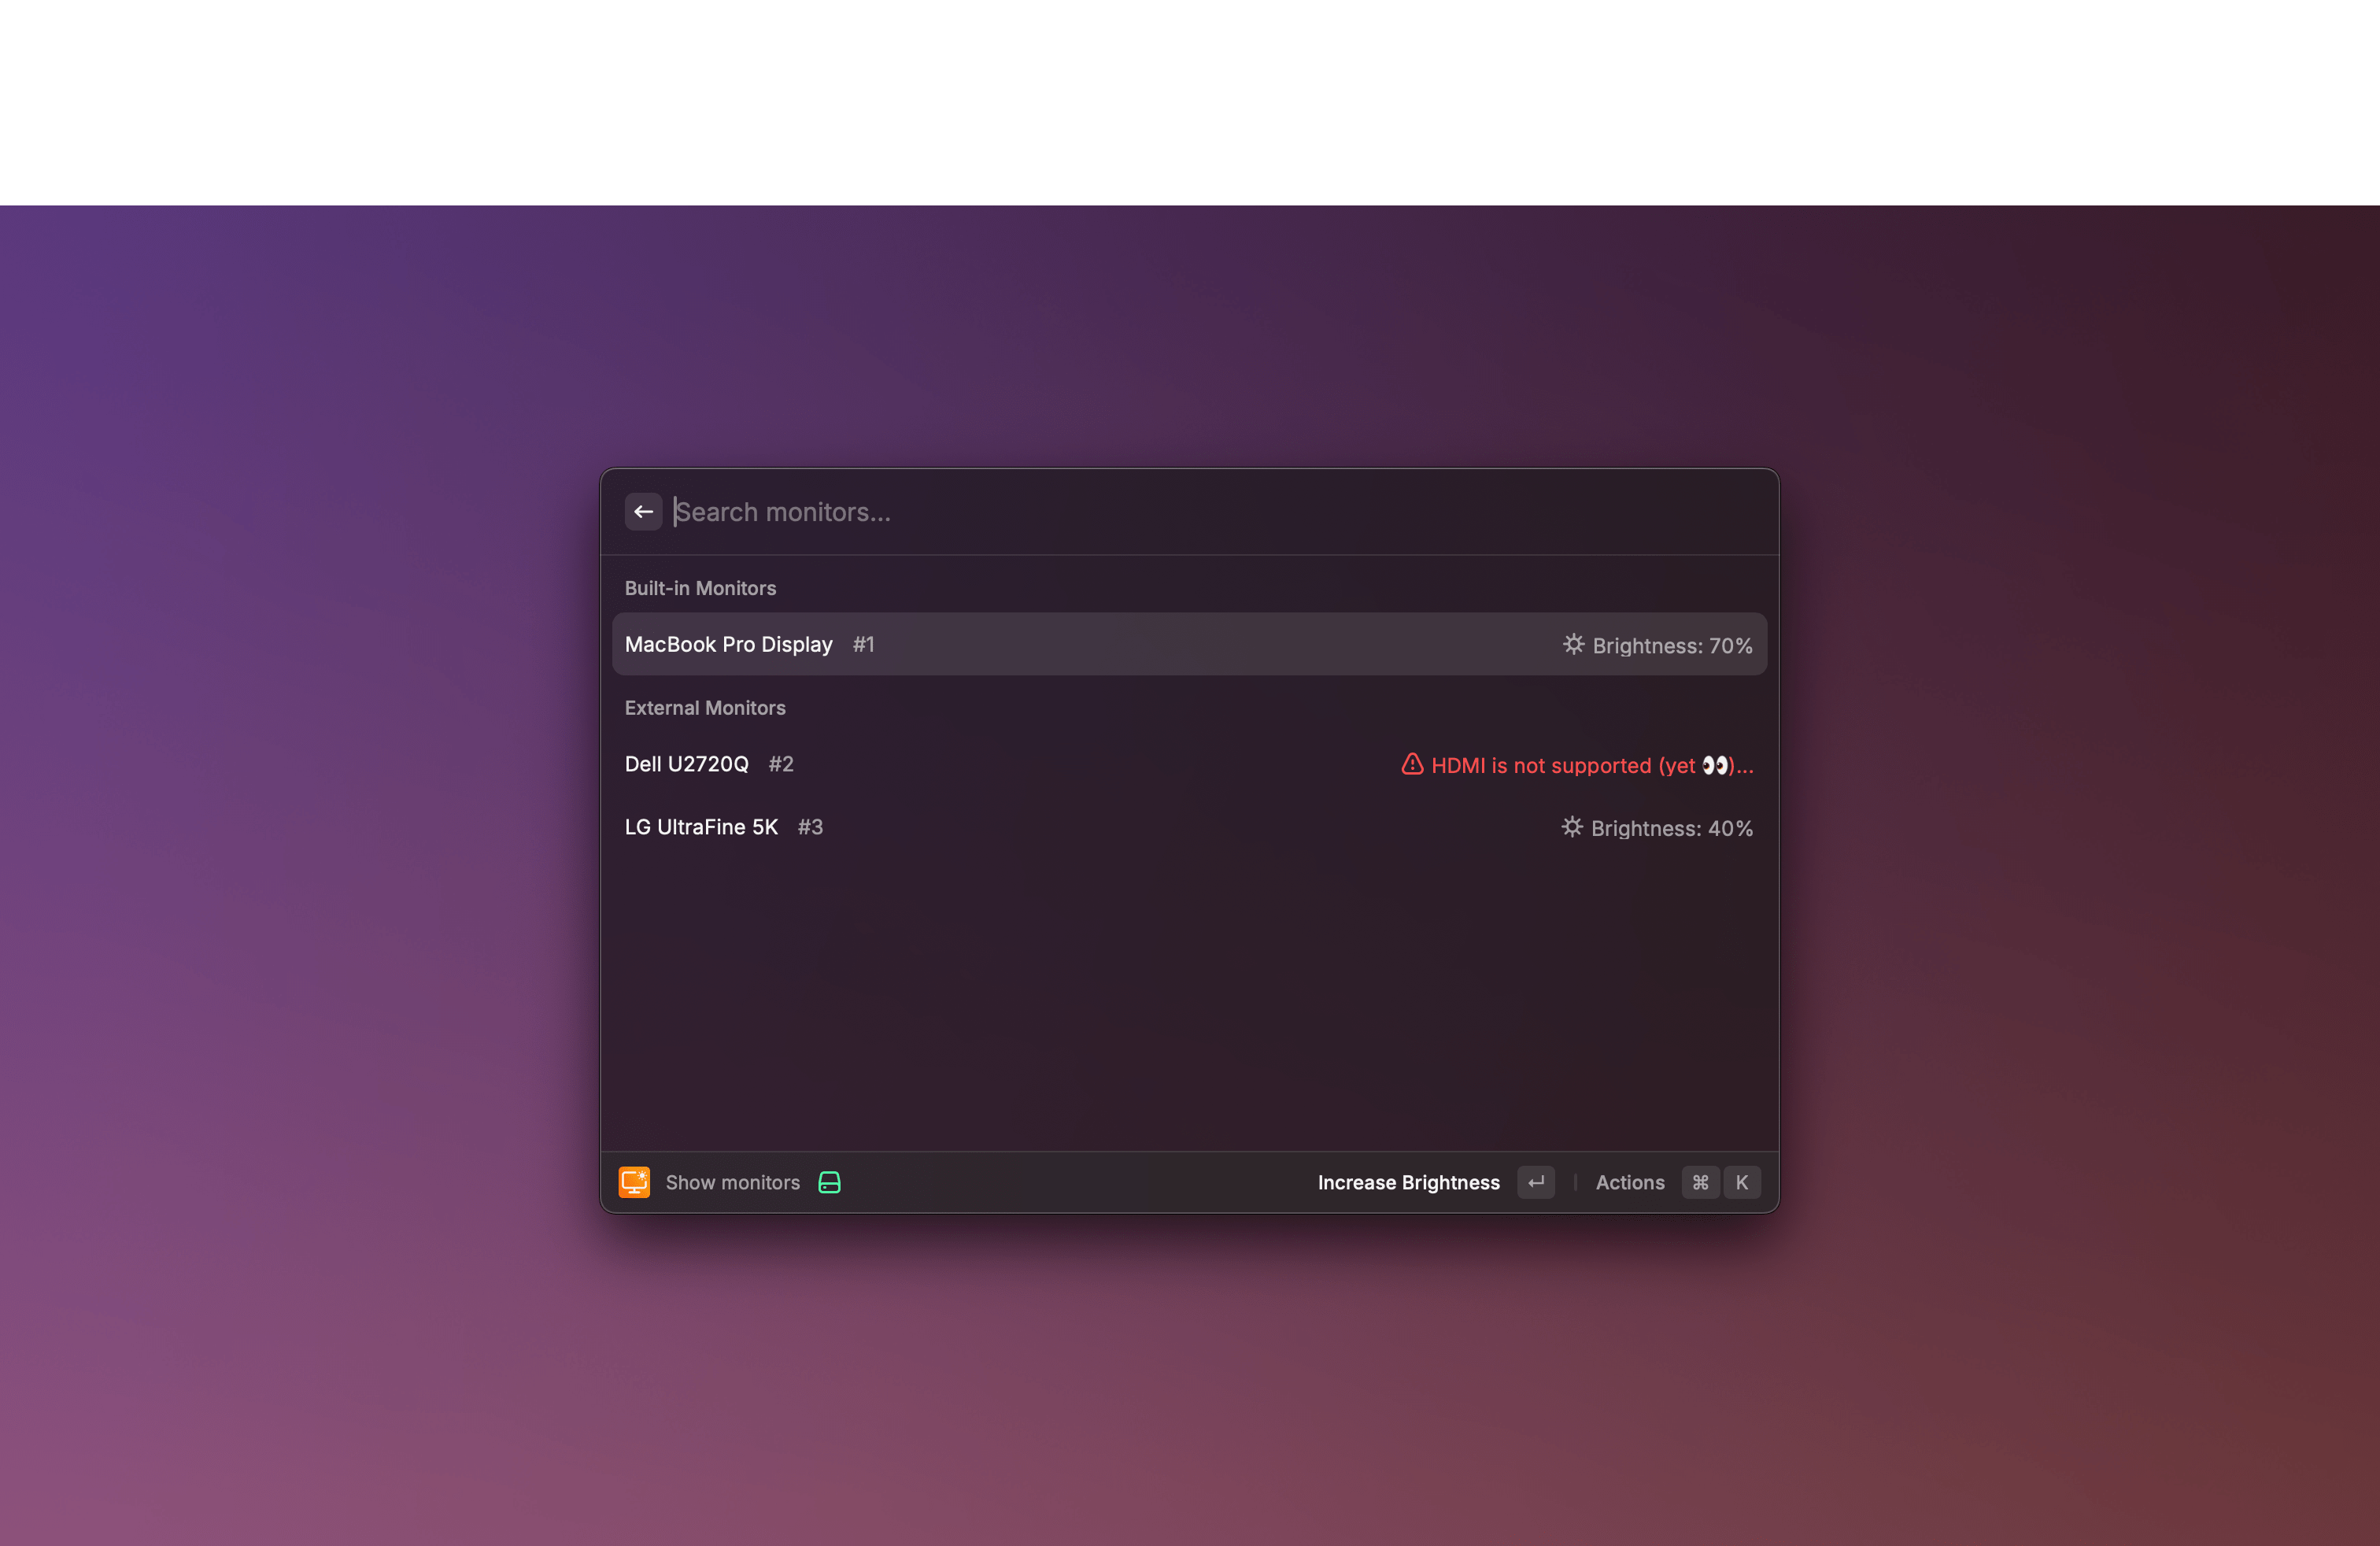 Search monitors...
Built-in Monitors
MacBook Pro Display #1 Brightness: 70%
External Monitors
Dell U2720Q #2 HDMI is not supported (yet 👀)...
LG UltraFine 5K #3 Brightness: 40%
Show monitors Increase Brightness ↵ | Actions ⌘ K